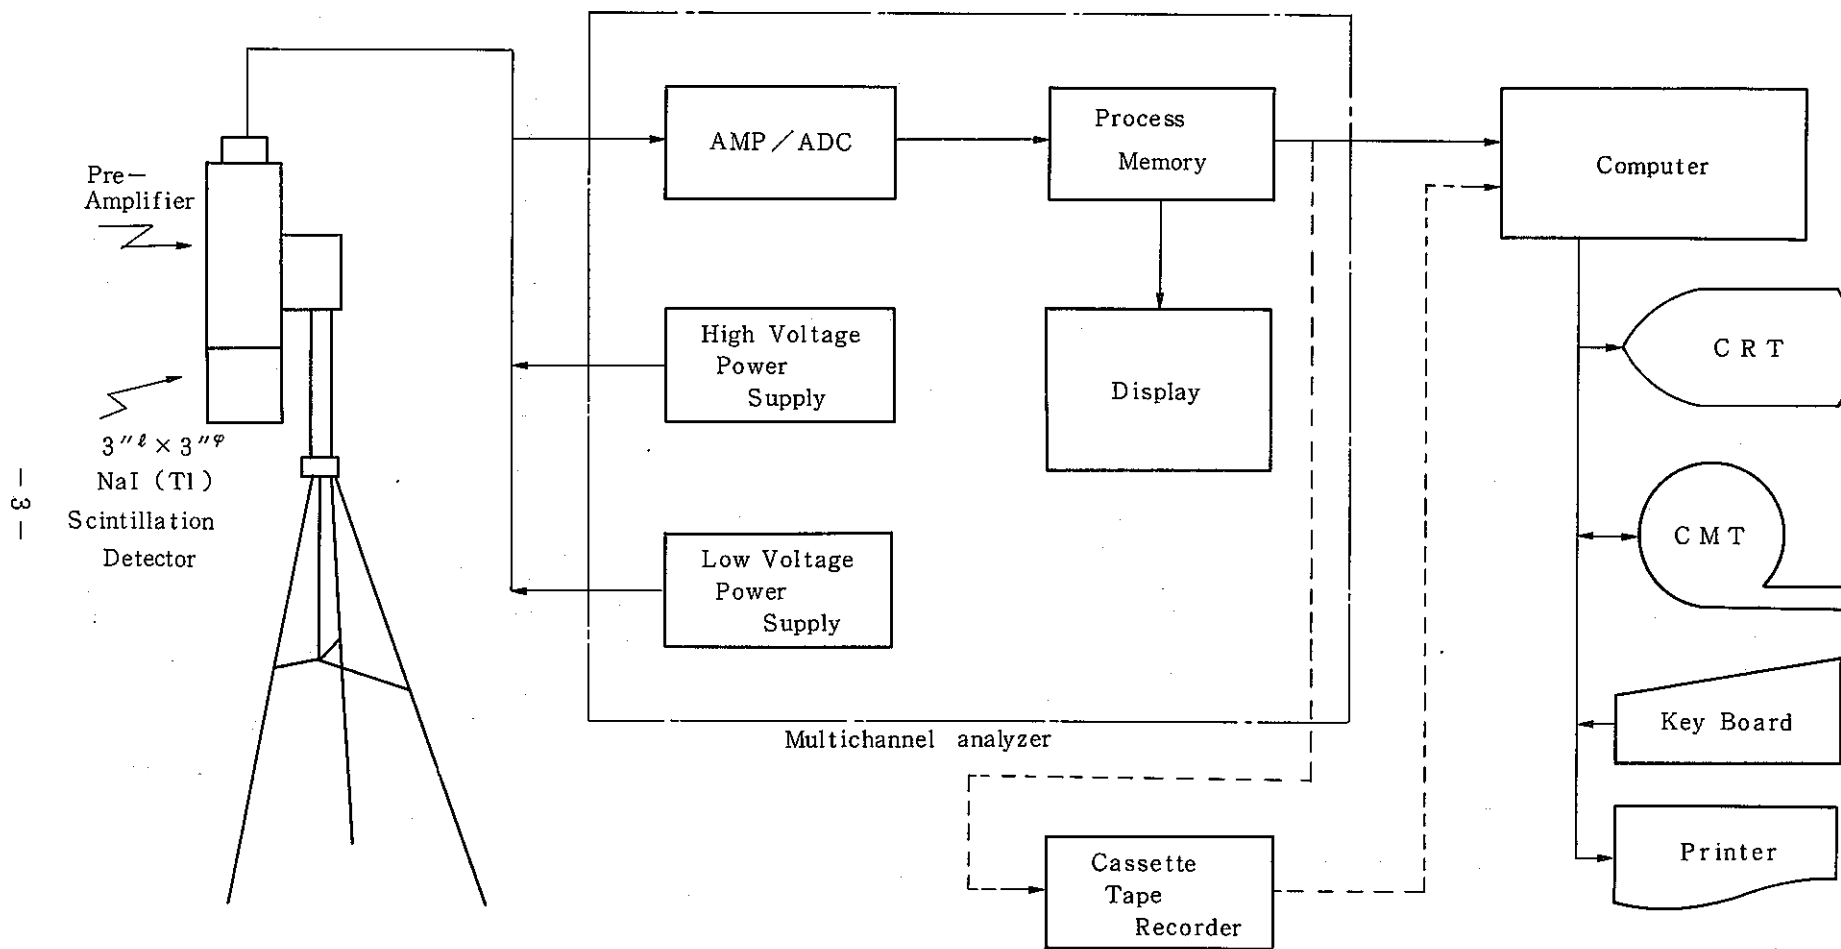 Pre-
Amplifier
3″ℓ × 3″φ
NaI (Tl)
Scintillation
Detector
AMP／ADC
Process
Memory
High Voltage
Power
Supply
Display
Low Voltage
Power
Supply
Multichannel analyzer
Cassette
Tape
Recorder
Computer
CRT
CMT
Key Board
Printer
- 3 -